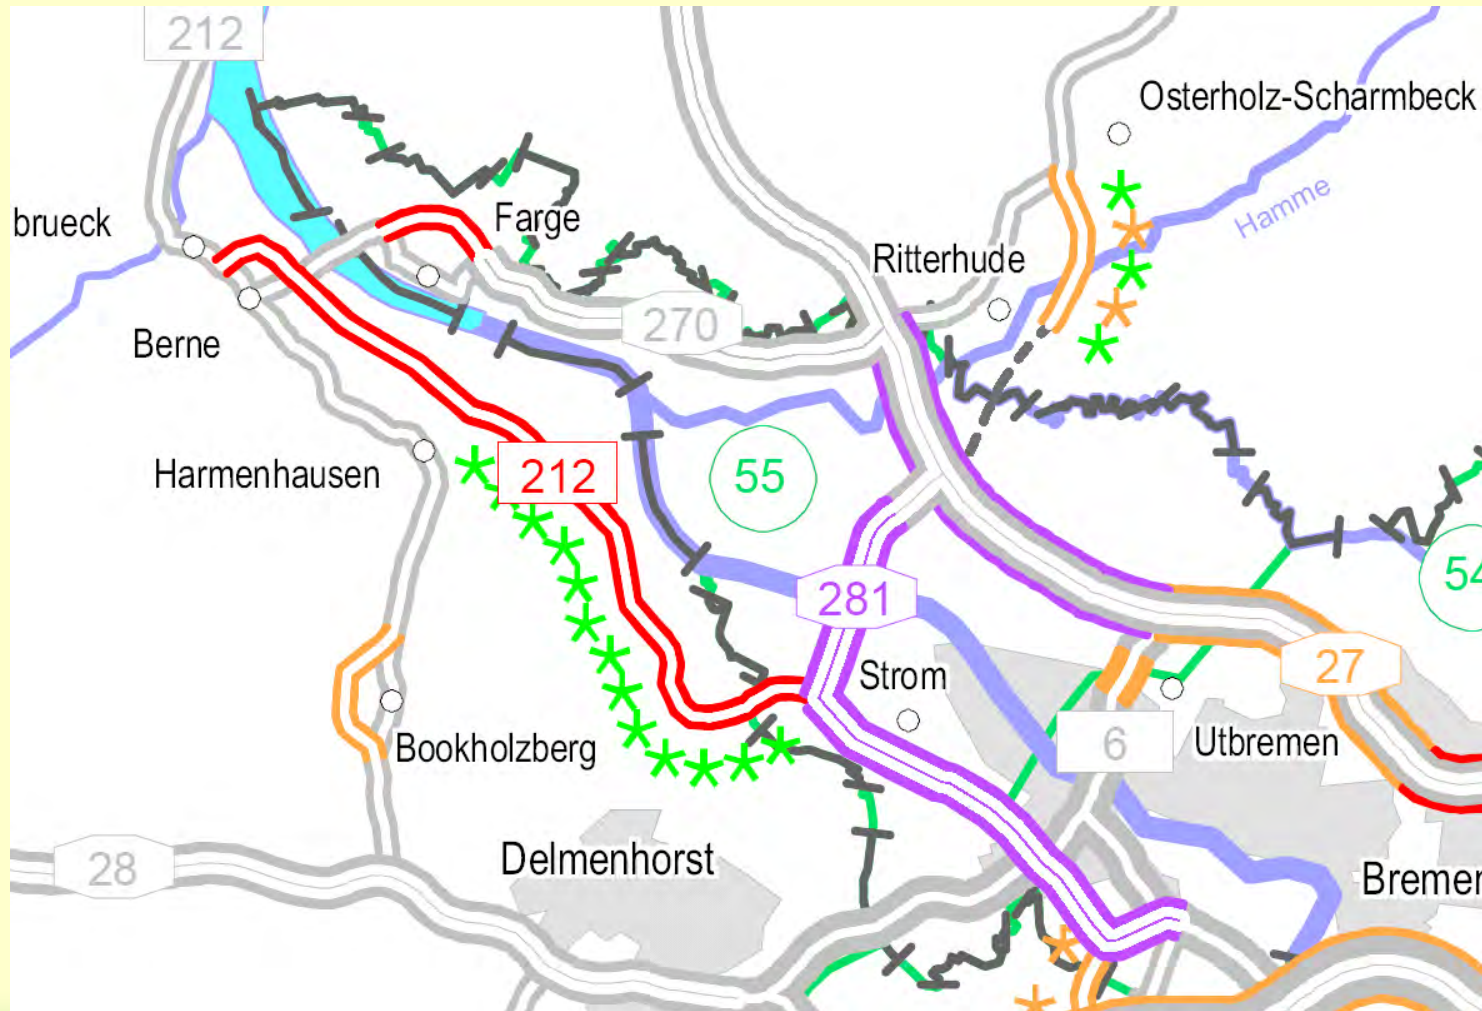 212
Osterholz-Scharmbeck
Hamme
brueck
Farge
Ritterhude
270
Berne
Harmenhausen
212
55
54
281
Strom
27
Bookholzberg
6
Utbremen
28
Delmenhorst
Bremer